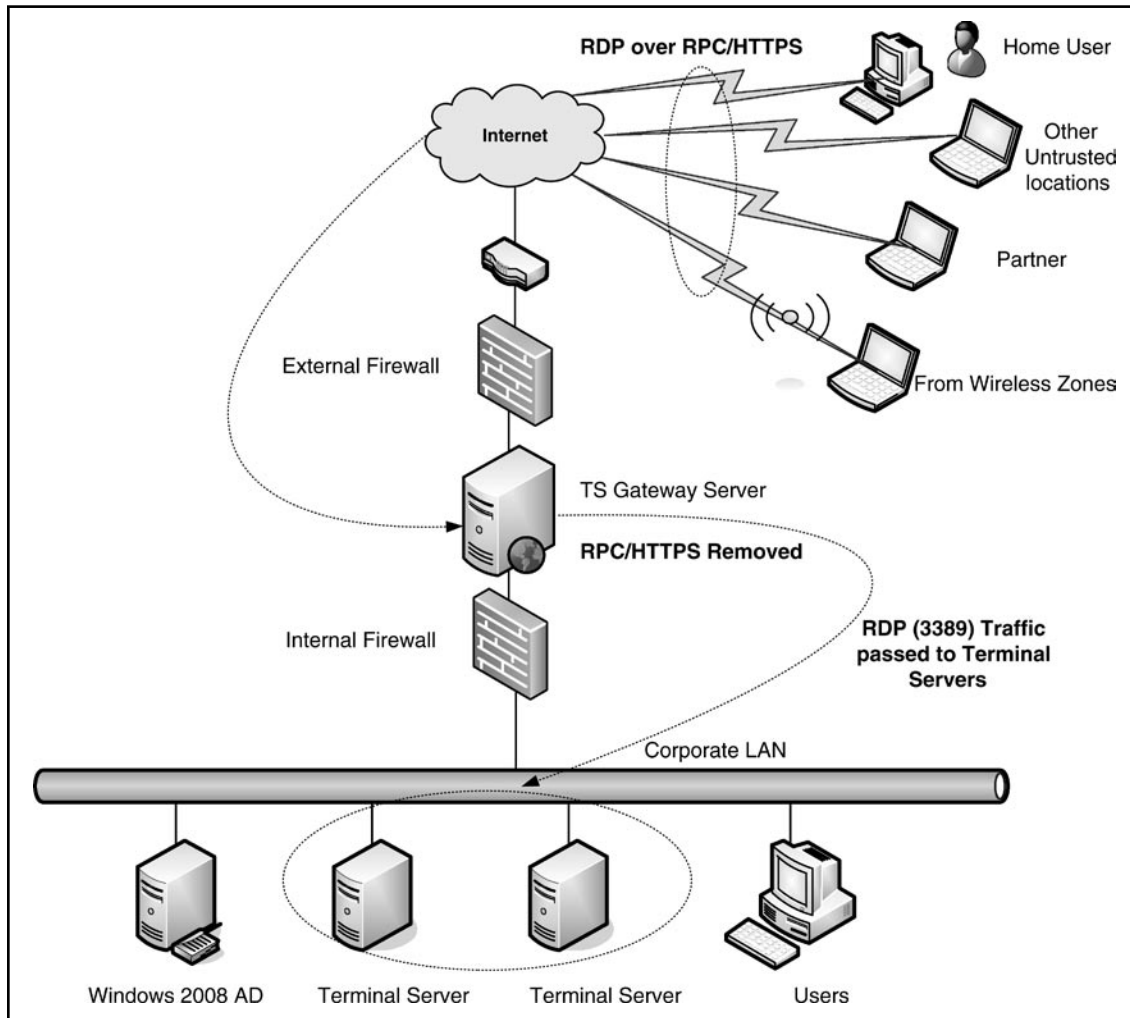 RDP over RPC/HTTPS
Home User
Internet
Other
Untrusted
locations
Partner
External Firewall
From Wireless Zones
TS Gateway Server
RPC/HTTPS Removed
Internal Firewall
RDP (3389) Traffic
passed to Terminal
Servers
Corporate LAN
Windows 2008 AD
Terminal Server
Terminal Server
Users